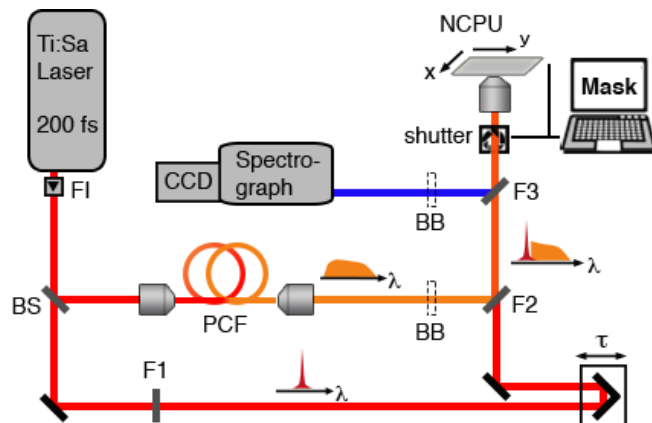 Ti:Sa
Laser
200 fs
FI
NCPU
x
y
Mask
shutter
CCD
Spectro-
graph
BB
F3
λ
λ
BS
PCF
BB
F2
F1
λ
τ